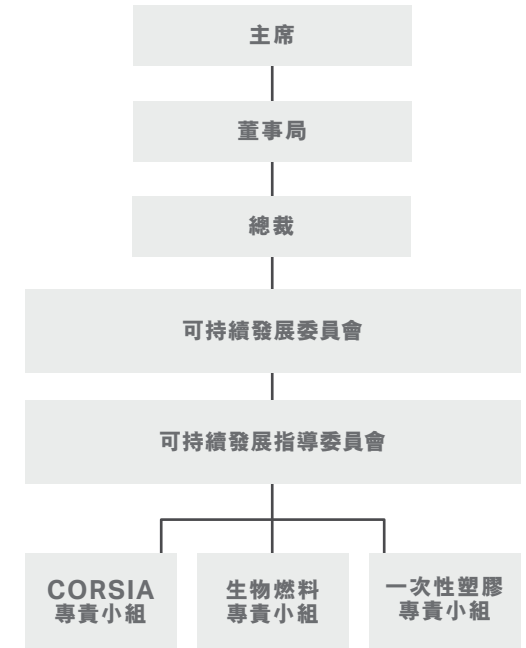 主席
董事局
總裁
可持續發展委員會
可持續發展指導委員會
CORSIA
專責小組
生物燃料
專責小組
一次性塑膠
專責小組